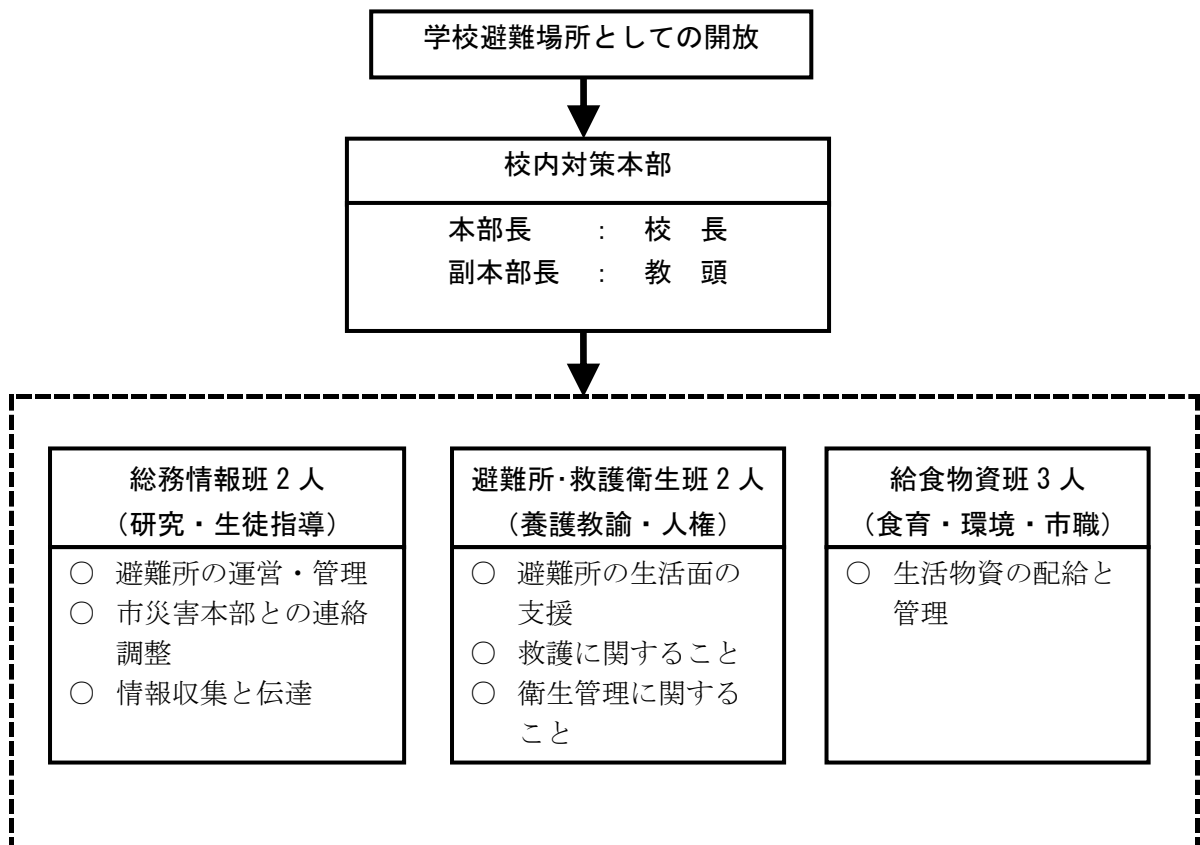 学校避難場所としての開放
校内対策本部
本部長 : 校 長
副本部長 : 教 頭
総務情報班2人
(研究・生徒指導)
○ 避難所の運営・管理
○ 市災害本部との連絡
調整
○ 情報収集と伝達
避難所・救護衛生班2人
(養護教諭・人権)
○ 避難所の生活面の
支援
○ 救護に関すること
○ 衛生管理に関する
こと
給食物資班3人
(食育・環境・市職)
○ 生活物資の配給と
管理